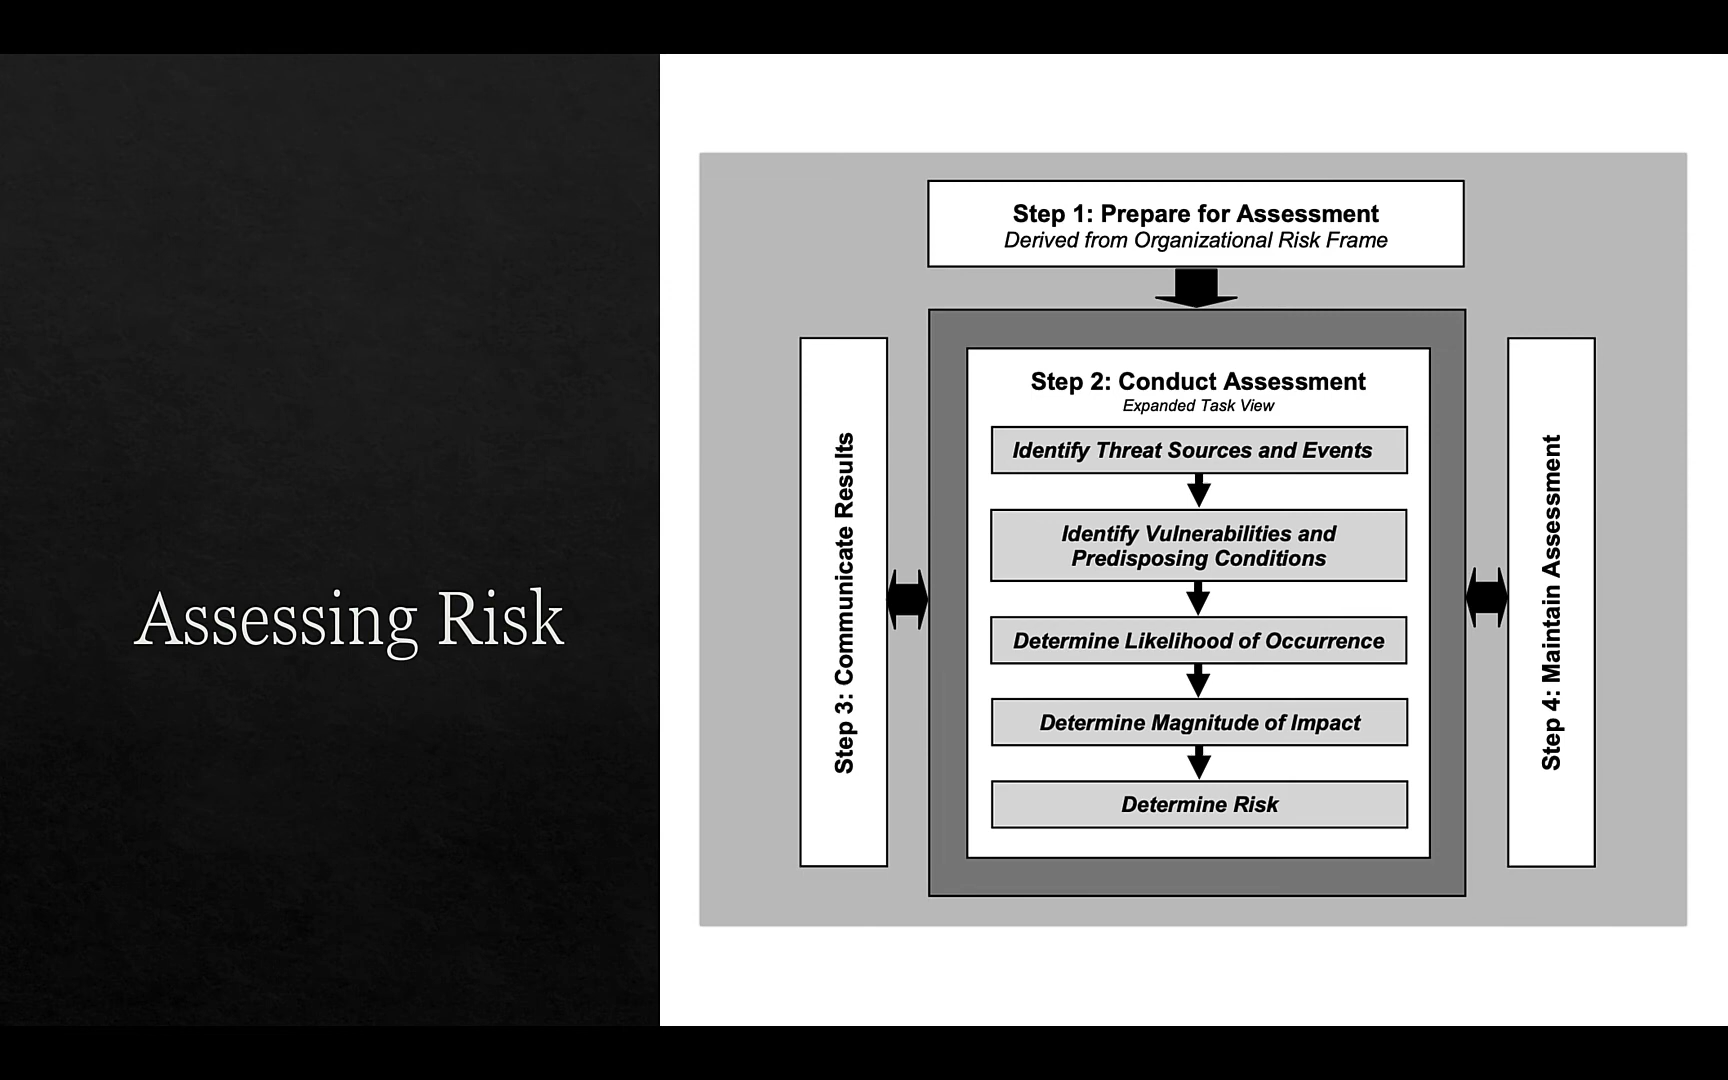 Assessing Risk
Step 1: Prepare for Assessment
Derived from Organizational Risk Frame
Step 2: Conduct Assessment
Expanded Task View
Identify Threat Sources and Events
Identify Vulnerabilities and
Predisposing Conditions
Determine Likelihood of Occurrence
Determine Magnitude of Impact
Determine Risk
Step 3: Communicate Results
Step 4: Maintain Assessment